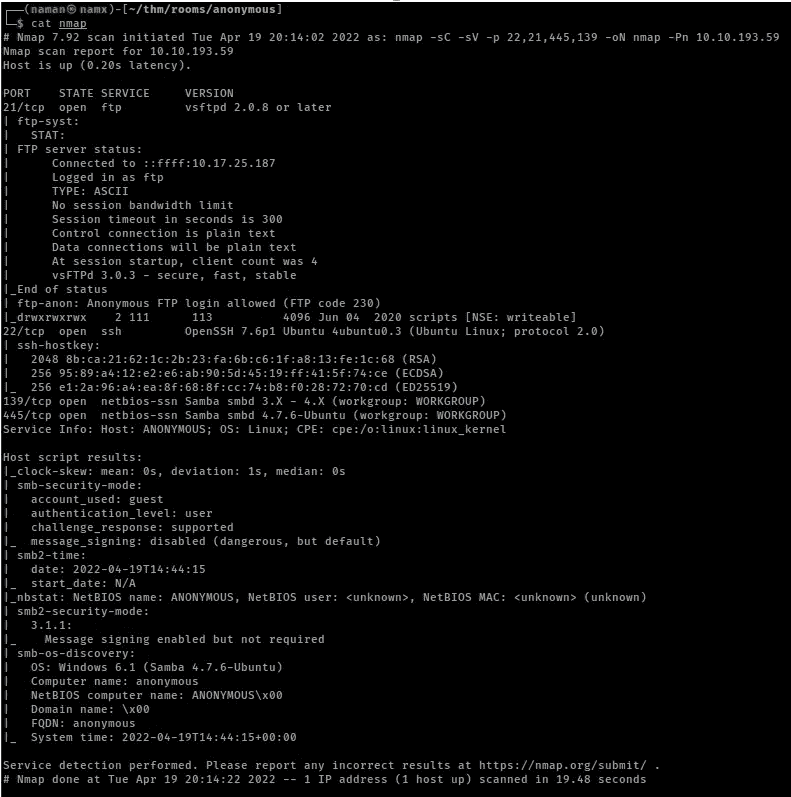 ┌──(naman㉿namx)-[~/thm/rooms/anonymous]
└─$ cat nmap
# Nmap 7.92 scan initiated Tue Apr 19 20:14:02 2022 as: nmap -sC -sV -p 22,21,445,139 -oN nmap -Pn 10.10.193.59
Nmap scan report for 10.10.193.59
Host is up (0.20s latency).

PORT    STATE SERVICE     VERSION
21/tcp  open  ftp         vsftpd 2.0.8 or later
| ftp-syst:
|   STAT:
| FTP server status:
|      Connected to ::ffff:10.17.25.187
|      Logged in as ftp
|      TYPE: ASCII
|      No session bandwidth limit
|      Session timeout in seconds is 300
|      Control connection is plain text
|      Data connections will be plain text
|      At session startup, client count was 4
|      vsFTPd 3.0.3 - secure, fast, stable
|_End of status
| ftp-anon: Anonymous FTP login allowed (FTP code 230)
|_drwxrwxrwx    2 111      113          4096 Jun 04  2020 scripts [NSE: writeable]
22/tcp  open  ssh         OpenSSH 7.6p1 Ubuntu 4ubuntu0.3 (Ubuntu Linux; protocol 2.0)
| ssh-hostkey:
|   2048 8b:ca:21:62:1c:2b:23:fa:6b:c6:1f:a8:13:fe:1c:68 (RSA)
|   256 95:89:a4:12:e2:e6:ab:90:5d:45:19:ff:41:5f:74:ce (ECDSA)
|_  256 e1:2a:96:a4:ea:8f:68:8f:cc:74:b8:f0:28:72:70:cd (ED25519)
139/tcp open  netbios-ssn Samba smbd 3.X - 4.X (workgroup: WORKGROUP)
445/tcp open  netbios-ssn Samba smbd 4.7.6-Ubuntu (workgroup: WORKGROUP)
Service Info: Host: ANONYMOUS; OS: Linux; CPE: cpe:/o:linux:linux_kernel

Host script results:
|_clock-skew: mean: 0s, deviation: 1s, median: 0s
| smb-security-mode:
|   account_used: guest
|   authentication_level: user
|   challenge_response: supported
|_  message_signing: disabled (dangerous, but default)
| smb2-time:
|   date: 2022-04-19T14:44:15
|_  start_date: N/A
|_nbstat: NetBIOS name: ANONYMOUS, NetBIOS user: <unknown>, NetBIOS MAC: <unknown> (unknown)
| smb2-security-mode:
|   3.1.1:
|_    Message signing enabled but not required
| smb-os-discovery:
|   OS: Windows 6.1 (Samba 4.7.6-Ubuntu)
|   Computer name: anonymous
|   NetBIOS computer name: ANONYMOUS\x00
|   Domain name: \x00
|   FQDN: anonymous
|_  System time: 2022-04-19T14:44:15+00:00

Service detection performed. Please report any incorrect results at https://nmap.org/submit/ .
# Nmap done at Tue Apr 19 20:14:22 2022 -- 1 IP address (1 host up) scanned in 19.48 seconds